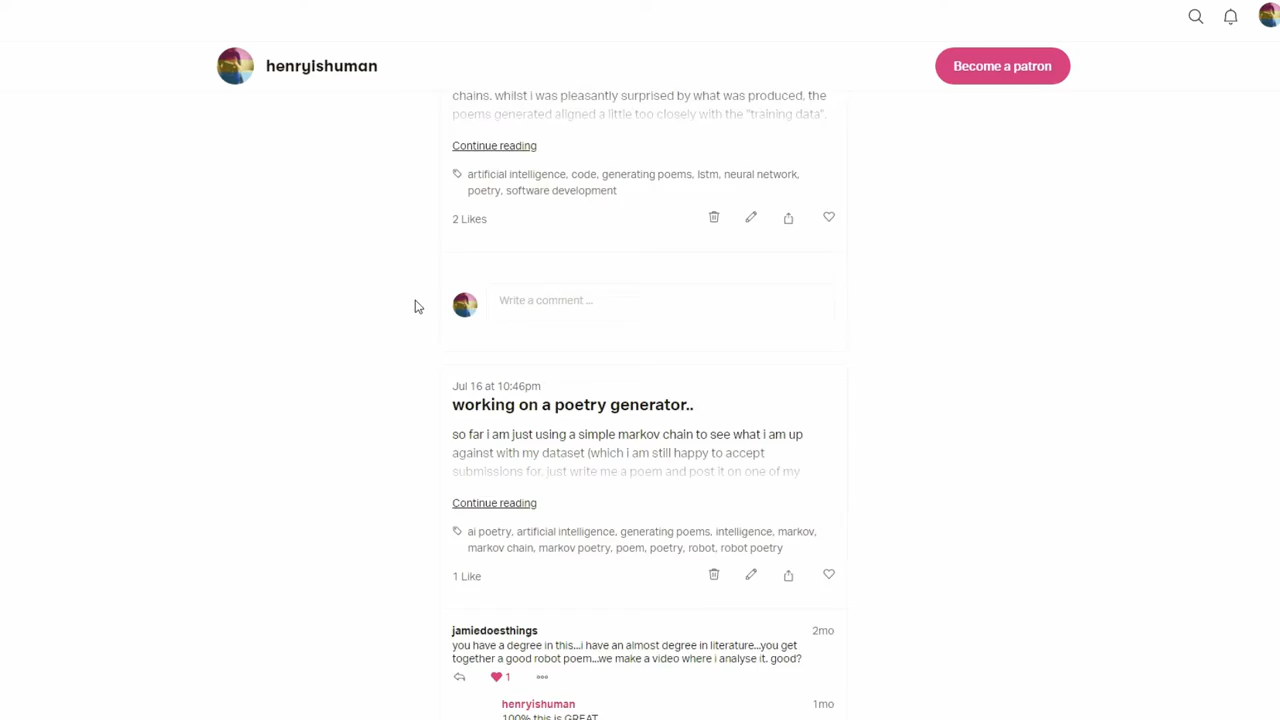 henryIshuman
Become a patron
chains. whilst i was pleasantly surprised by what was produced, the
poems generated aligned a little too closely with the "training data".
Continue reading
artificial intelligence, code, generating poems, lstm, neural network,
poetry, software development
2 Likes
Write a comment ...
Jul 16 at 10:46pm
working on a poetry generator..
so far i am just using a simple markov chain to see what i am up
against with my dataset (which i am still happy to accept
submissions for. just write me a poem and post it on one of my
Continue reading
ai poetry, artificial intelligence, generating poems, intelligence, markov,
markov chain, markov poetry, poem, poetry, robot, robot poetry
1 Like
jamiedoesthings
2mo
you have a degree in this...i have an almost degree in literature...you get
together a good robot poem...we make a video where i analyse it. good?
1
henryishuman
1mo
100% this is GREAT